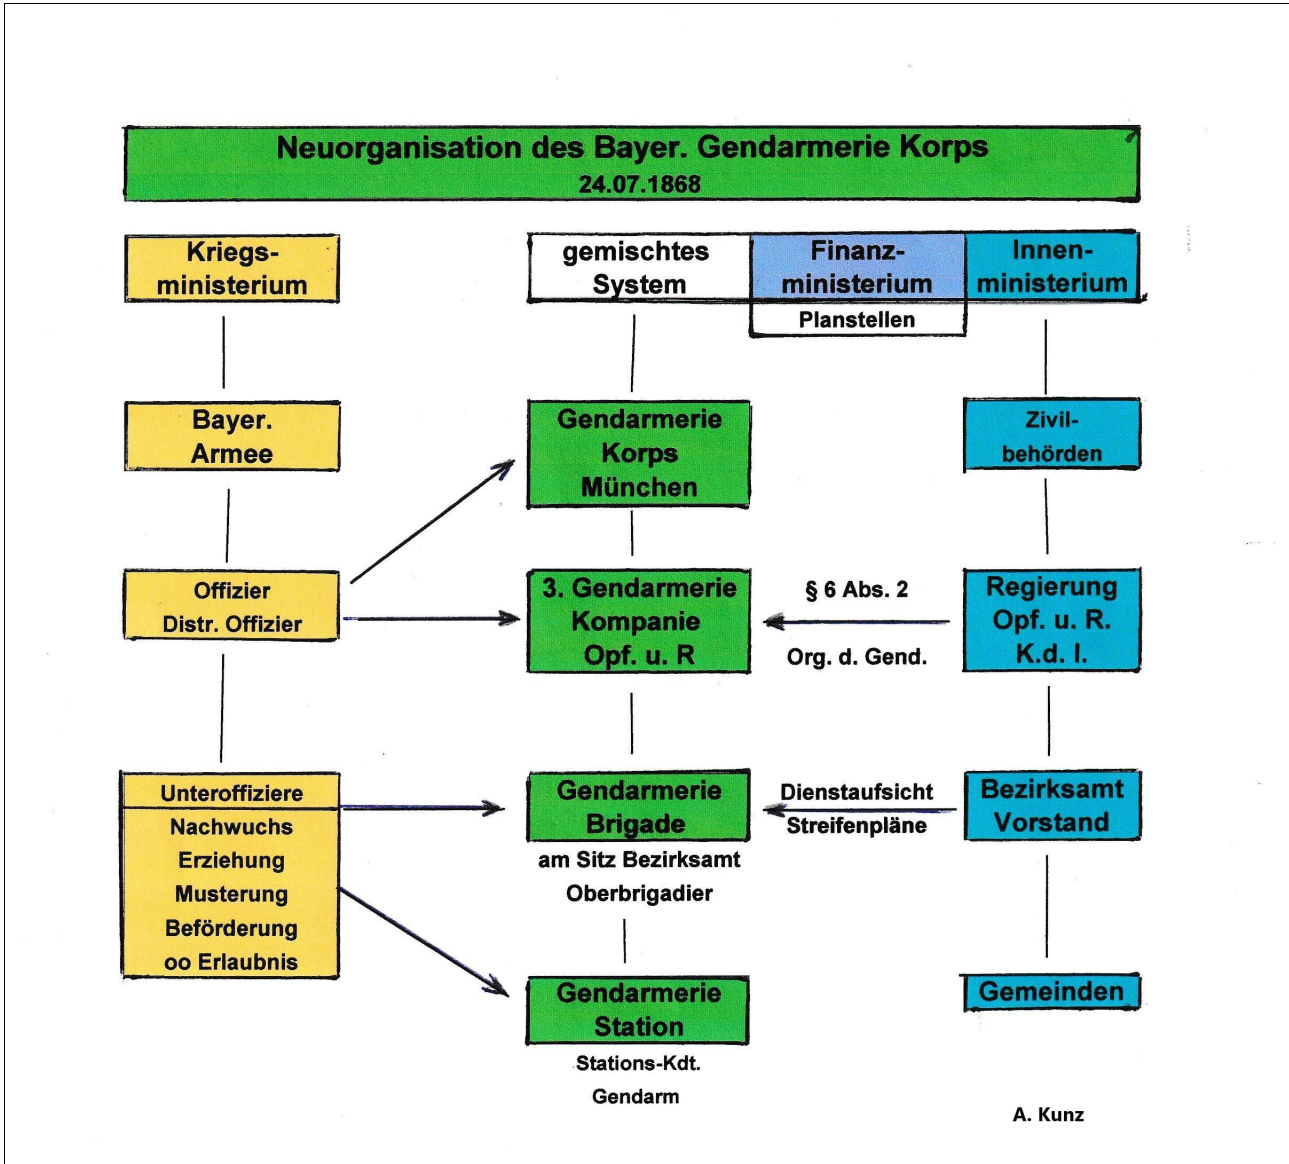 Neuorganisation des Bayer. Gendarmerie Korps
24.07.1868
Kriegs-
ministerium
gemischtes
System
Finanz-
ministerium
Planstellen
Innen-
ministerium
Bayer.
Armee
Gendarmerie
Korps
München
Zivil-
behörden
Offizier
Distr. Offizier
3. Gendarmerie
Kompanie
Opf. u. R
§ 6 Abs. 2
Org. d. Gend.
Regierung
Opf. u. R.
K.d. I.
Unteroffiziere
Nachwuchs
Erziehung
Musterung
Beförderung
oo Erlaubnis
Gendarmerie
Brigade
am Sitz Bezirksamt
Oberbrigadier
Dienstaufsicht
Streifenpläne
Bezirksamt
Vorstand
Gendarmerie
Station
Stations-Kdt.
Gendarm
Gemeinden
A. Kunz